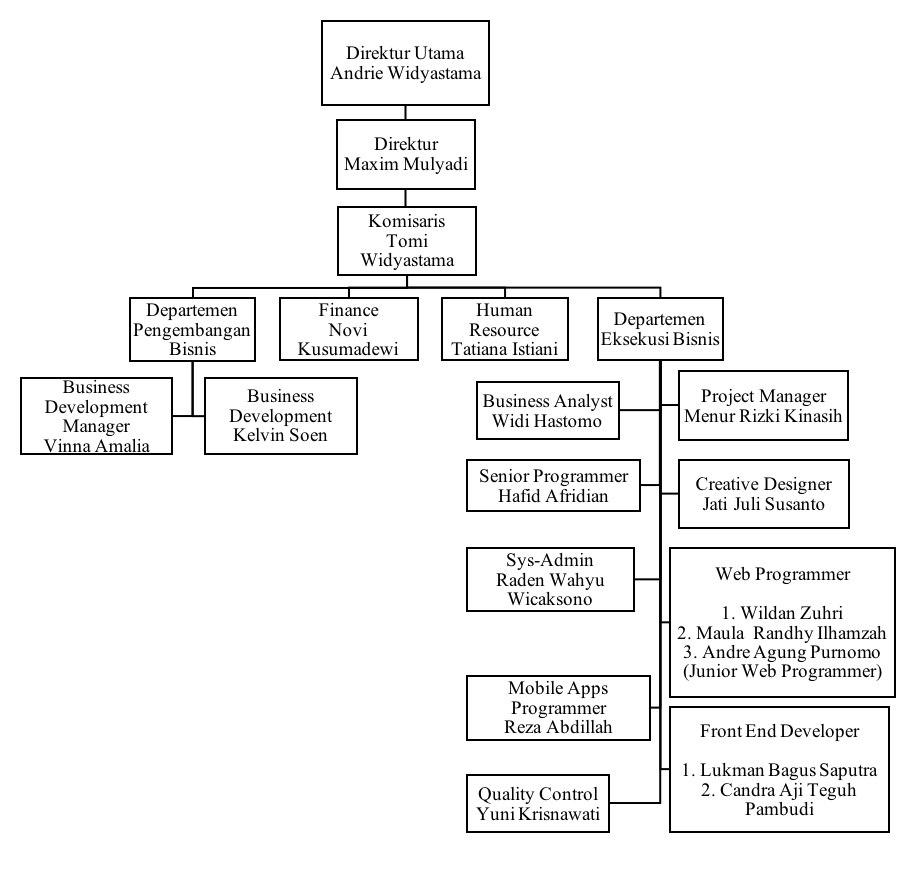 Direktur Utama
Andrie Widyastama
Direktur
Maxim Mulyadi
Komisaris
Tomi
Widyastama
Departemen
Pengembangan
Bisnis
Finance
Novi
Kusumadewi
Human
Resource
Tatiana Istiani
Departemen
Eksekusi Bisnis
Business
Development
Manager
Vinna Amalia
Business
Development
Kelvin Soen
Business Analyst
Widi Hastomo
Project Manager
Menur Rizki Kinasih
Senior Programmer
Hafid Afridian
Creative Designer
Jati Juli Susanto
Sys-Admin
Raden Wahyu
Wicaksono
Web Programmer
1. Wildan Zuhri
2. Maula Randhy Ilhamzah
3. Andre Agung Purnomo
(Junior Web Programmer)
Mobile Apps
Programmer
Reza Abdillah
Front End Developer
1. Lukman Bagus Saputra
2. Candra Aji Teguh
Pambudi
Quality Control
Yuni Krisnawati